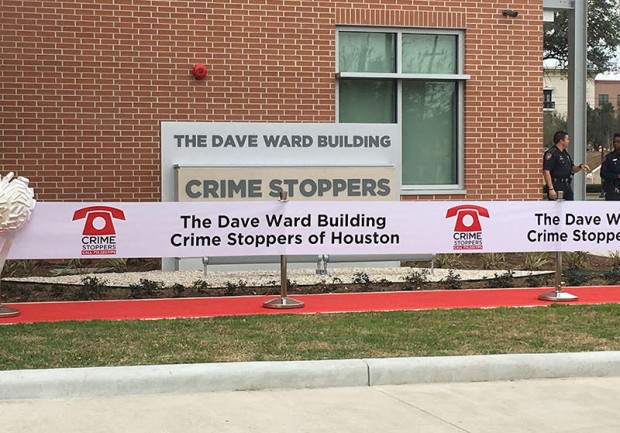 THE DAVE WARD BUILDING
CRIME STOPPERS
CRIME
STOPPERS
The Dave Ward Building
Crime Stoppers of Houston
CRIME
STOPPERS
The Dave W
Crime Stoppe